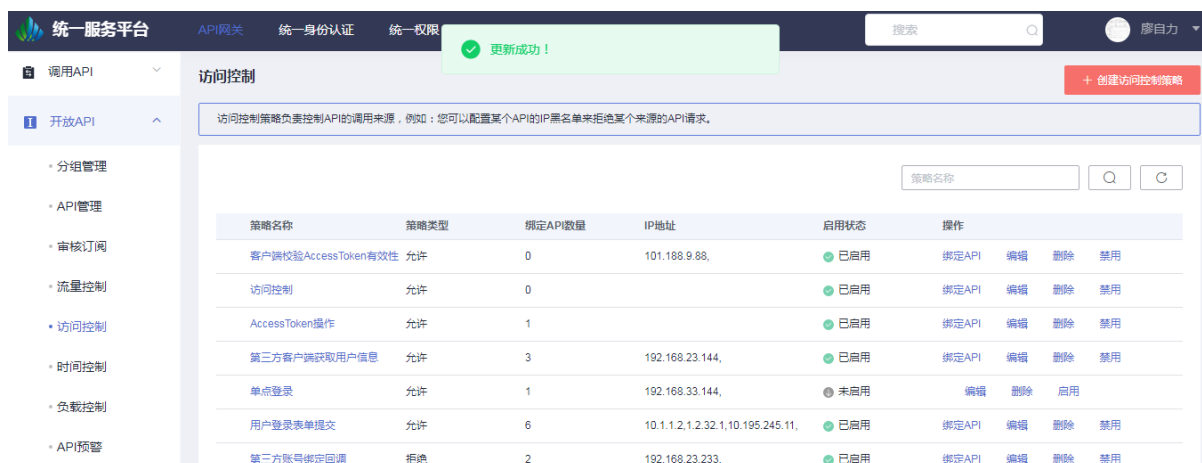 统一服务平台 API网关 统一身份认证 统一权限 搜索 廖自力
更新成功！
调用API
开放API
分组管理
API管理
审核订阅
流量控制
访问控制
时间控制
负载控制
API预警
访问控制 + 创建访问控制策略
访问控制策略负责控制API的调用来源，例如：您可以配置某个API的IP黑名单来拒绝某个来源的API请求。
策略名称
策略名称 策略类型 绑定API数量 IP地址 启用状态 操作
客户端校验AccessToken有效性 允许 0 101.188.9.88, 已启用 绑定API 编辑 删除 禁用
访问控制 允许 0 已启用 绑定API 编辑 删除 禁用
AccessToken操作 允许 1 已启用 绑定API 编辑 删除 禁用
第三方客户端获取用户信息 允许 3 192.168.23.144, 已启用 绑定API 编辑 删除 禁用
单点登录 允许 1 192.168.33.144, 未启用 编辑 删除 启用
用户登录表单提交 允许 6 10.1.1.2,1.2.32.1,10.195.245.11, 已启用 绑定API 编辑 删除 禁用
第三方账号绑定回调 拒绝 2 192.168.23.233, 已启用 绑定API 编辑 删除 禁用